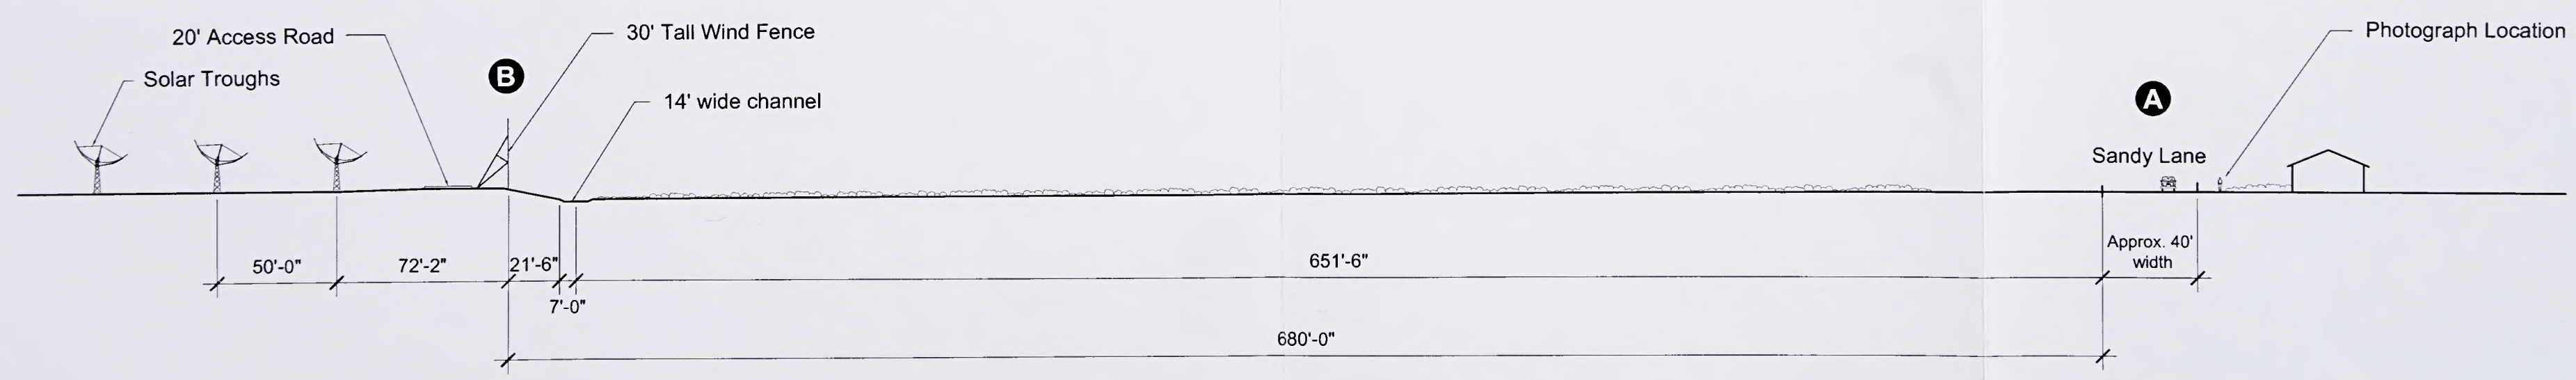 20' Access Road
30' Tall Wind Fence
Photograph Location
B
Solar Troughs
14' wide channel
A
Sandy Lane
50'-0"
72'-2"
21'-6"
651'-6"
Approx. 40'
width
7'-0"
680'-0"